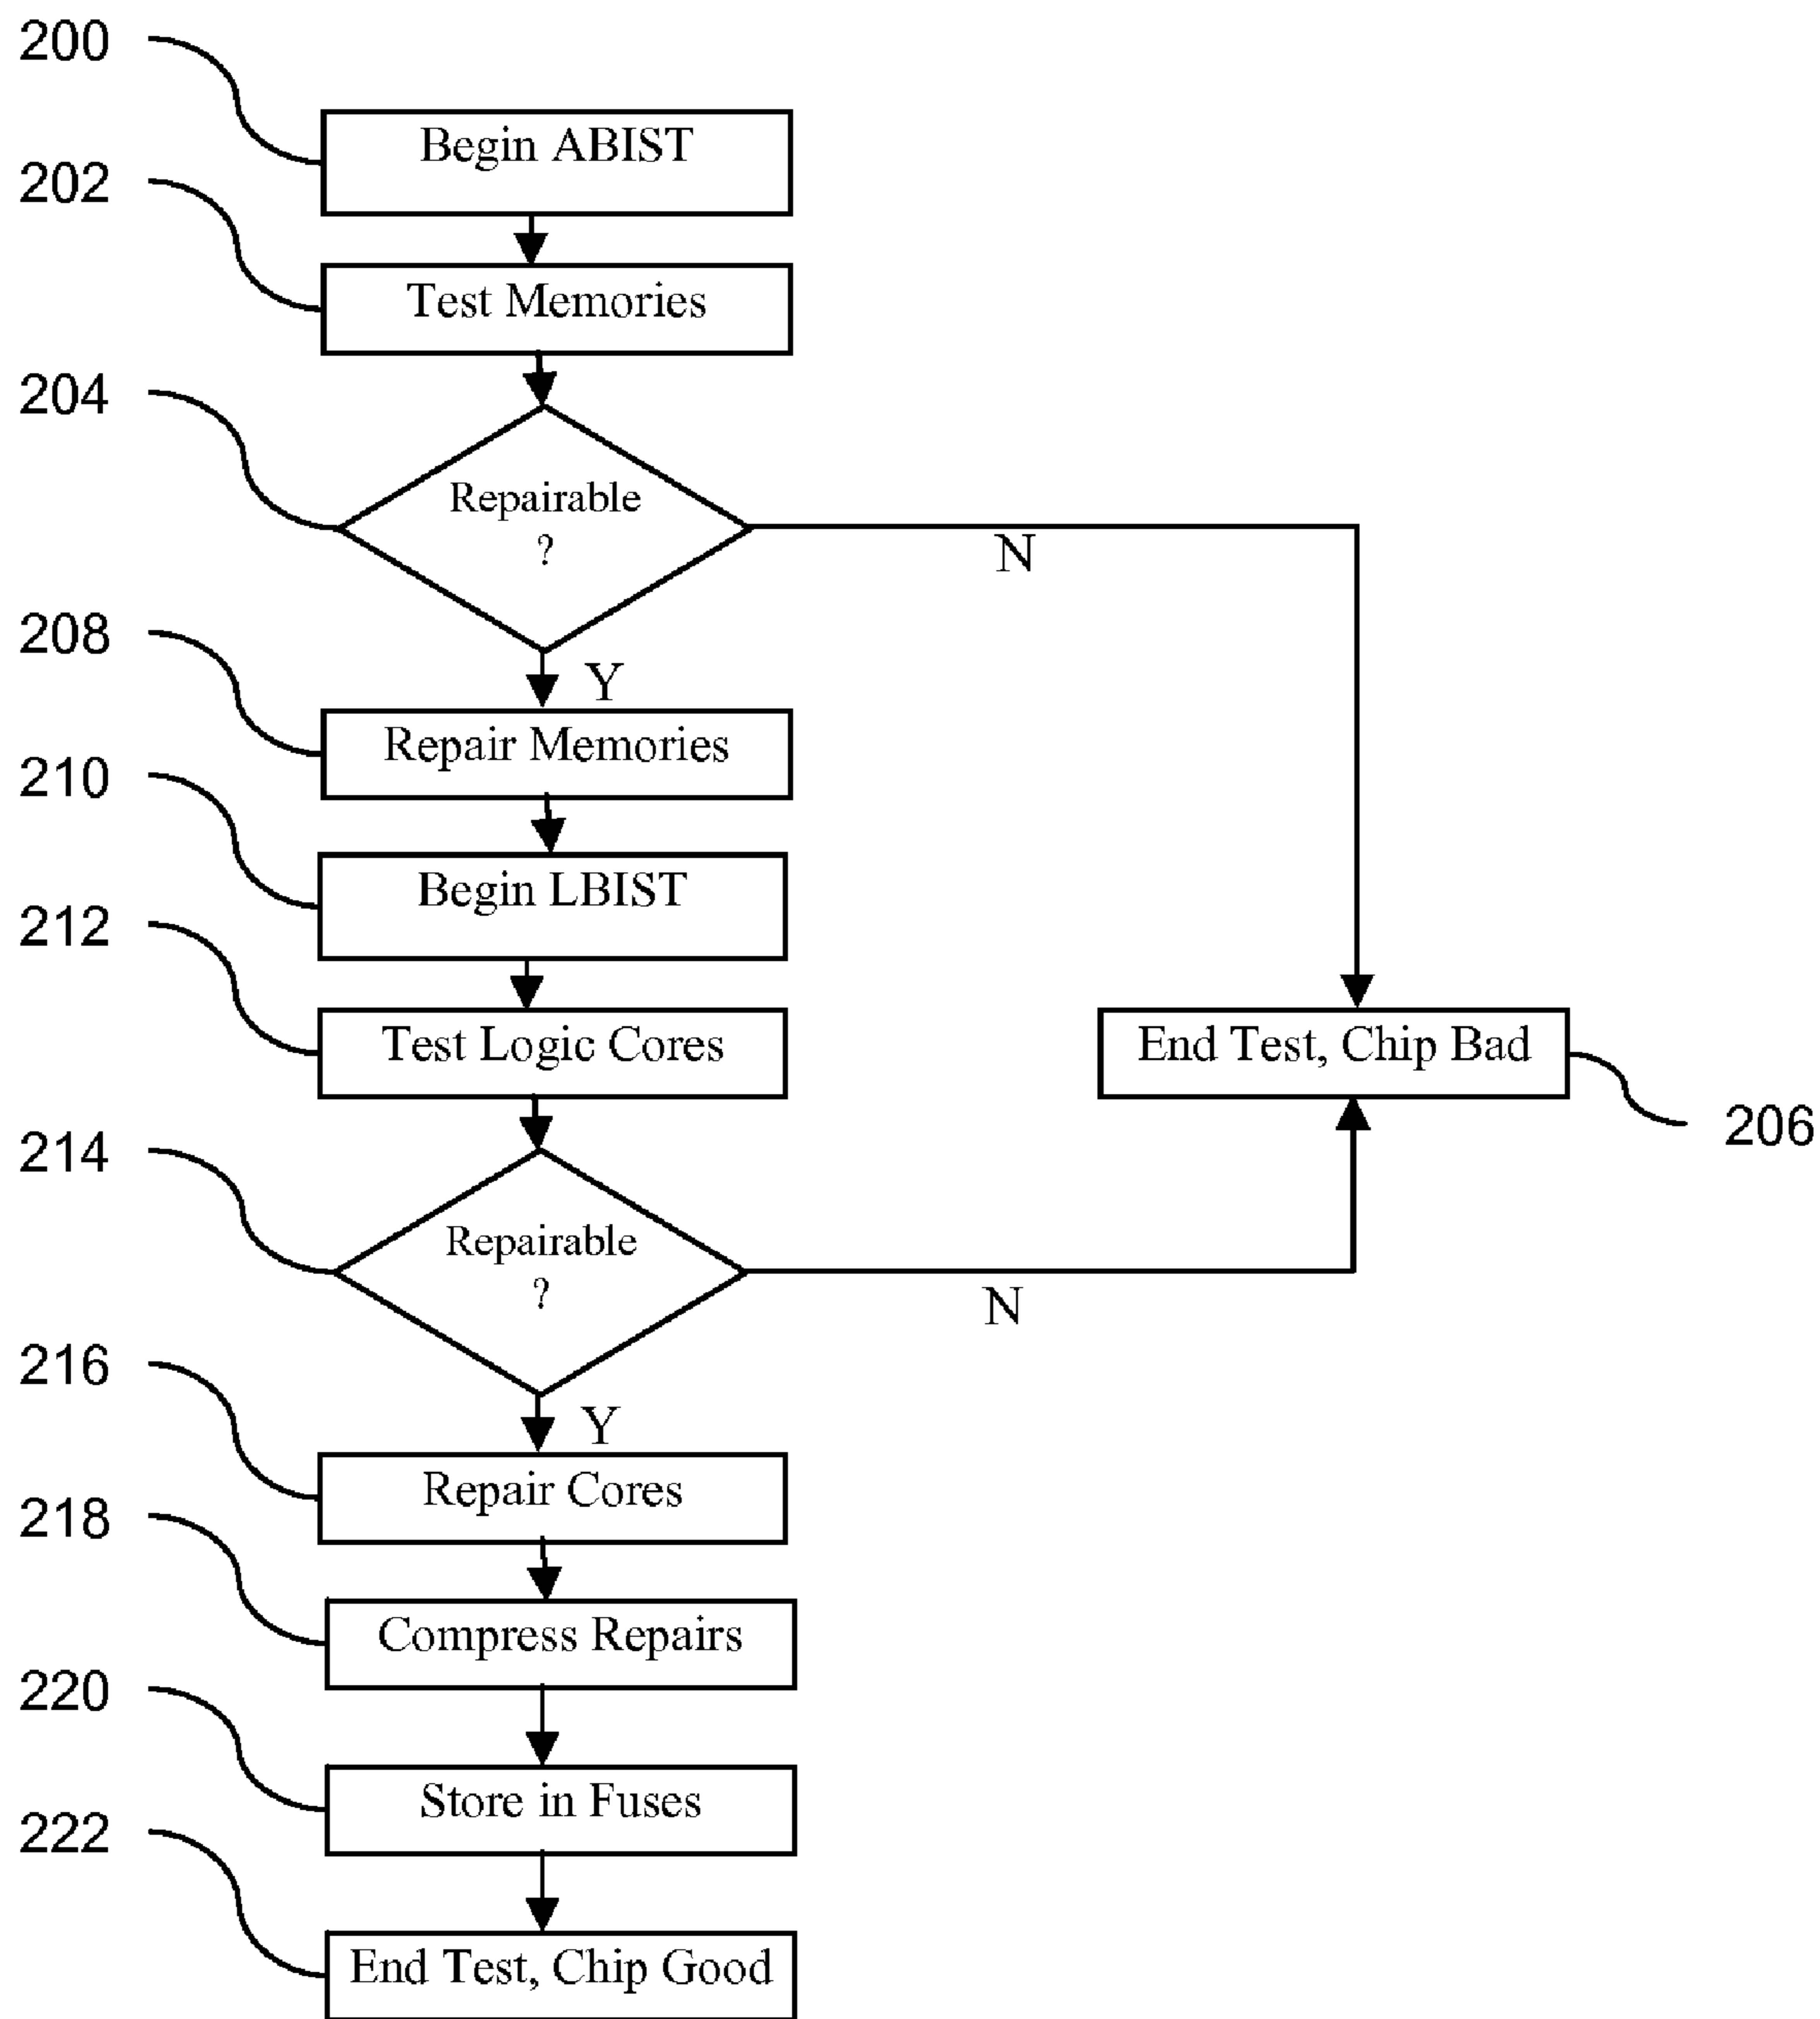 200
Begin ABIST
202
Test Memories
204
Repairable
?
N
Y
208
Repair Memories
210
Begin LBIST
212
Test Logic Cores
End Test, Chip Bad
206
214
Repairable
?
N
Y
216
Repair Cores
218
Compress Repairs
220
Store in Fuses
222
End Test, Chip Good